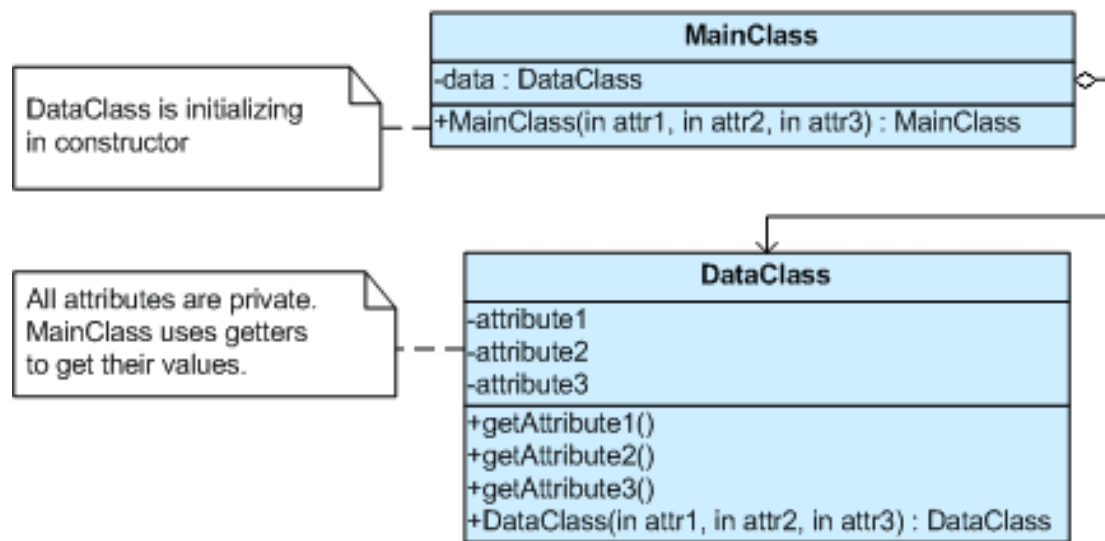 MainClass
-data : DataClass
+MainClass(in attr1, in attr2, in attr3) : MainClass
DataClass is initializing
in constructor
DataClass
-attribute1
-attribute2
-attribute3
+getAttribute1()
+getAttribute2()
+getAttribute3()
+DataClass(in attr1, in attr2, in attr3) : DataClass
All attributes are private.
MainClass uses getters
to get their values.